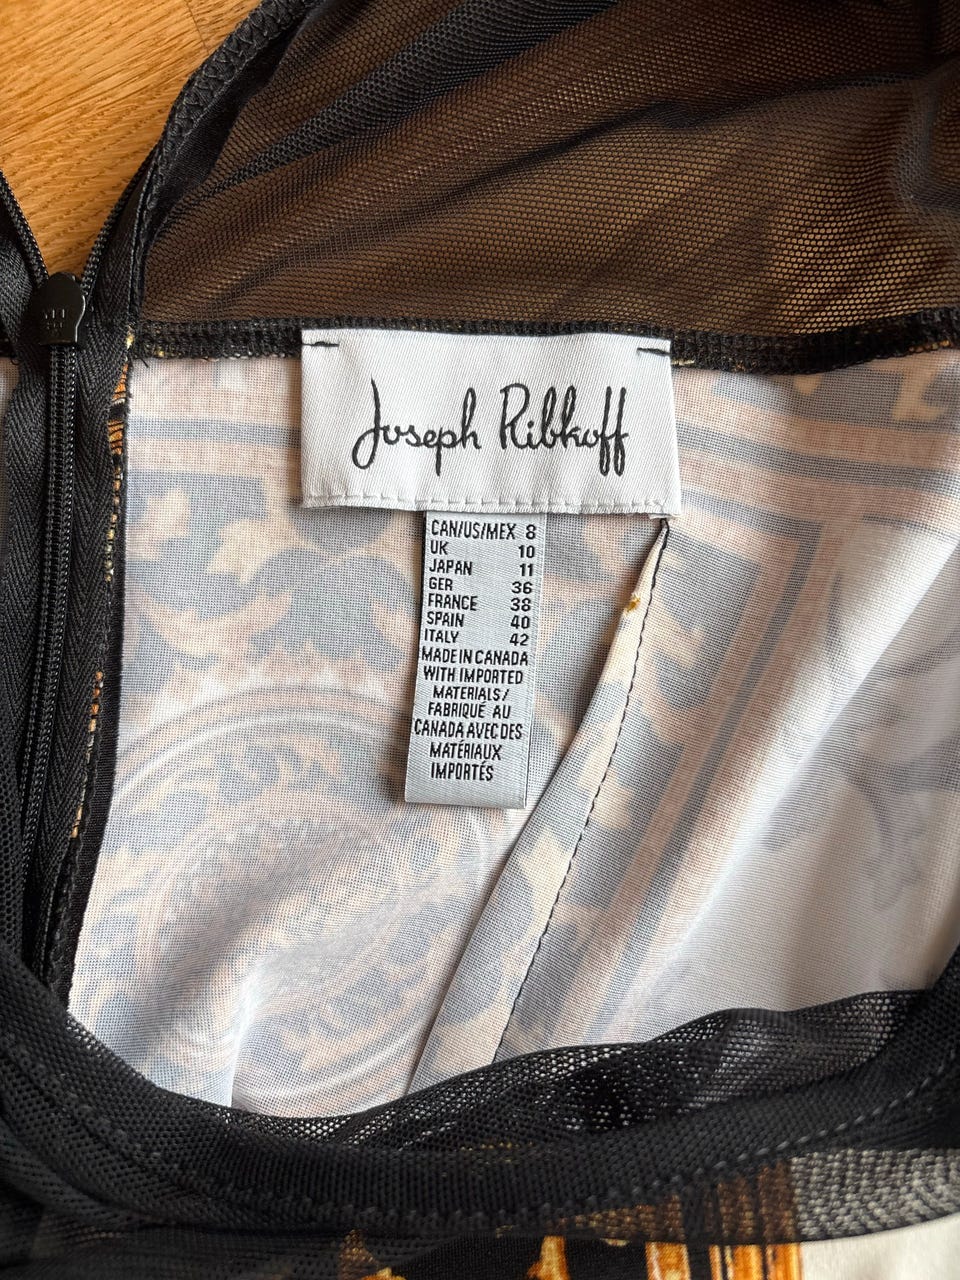 Joseph Ribkoff
CAN/US/MEX 8
UK 10
JAPAN 11
GER 36
FRANCE 38
SPAIN 40
ITALY 42
MADE IN CANADA
WITH IMPORTED
MATERIALS/
FABRIQUÉ AU
CANADA AVEC DES
MATÉRIAUX
IMPORTÉS